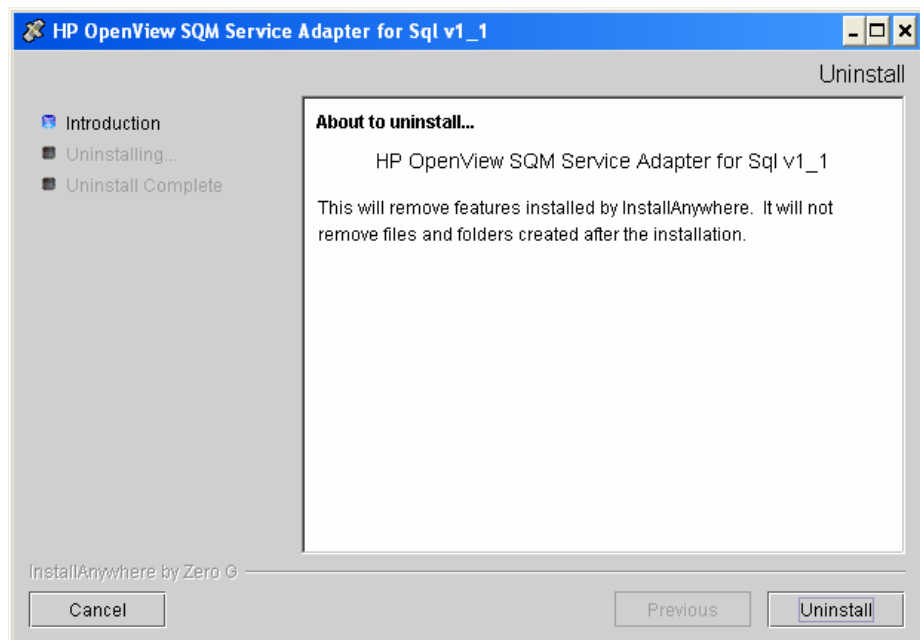 HP OpenView SQM Service Adapter for Sql v1_1
Uninstall
Introduction
Uninstalling...
Uninstall Complete
About to uninstall...
HP OpenView SQM Service Adapter for Sql v1_1
This will remove features installed by InstallAnywhere. It will not
remove files and folders created after the installation.
InstallAnywhere by Zero G
Cancel
Previous
Uninstall